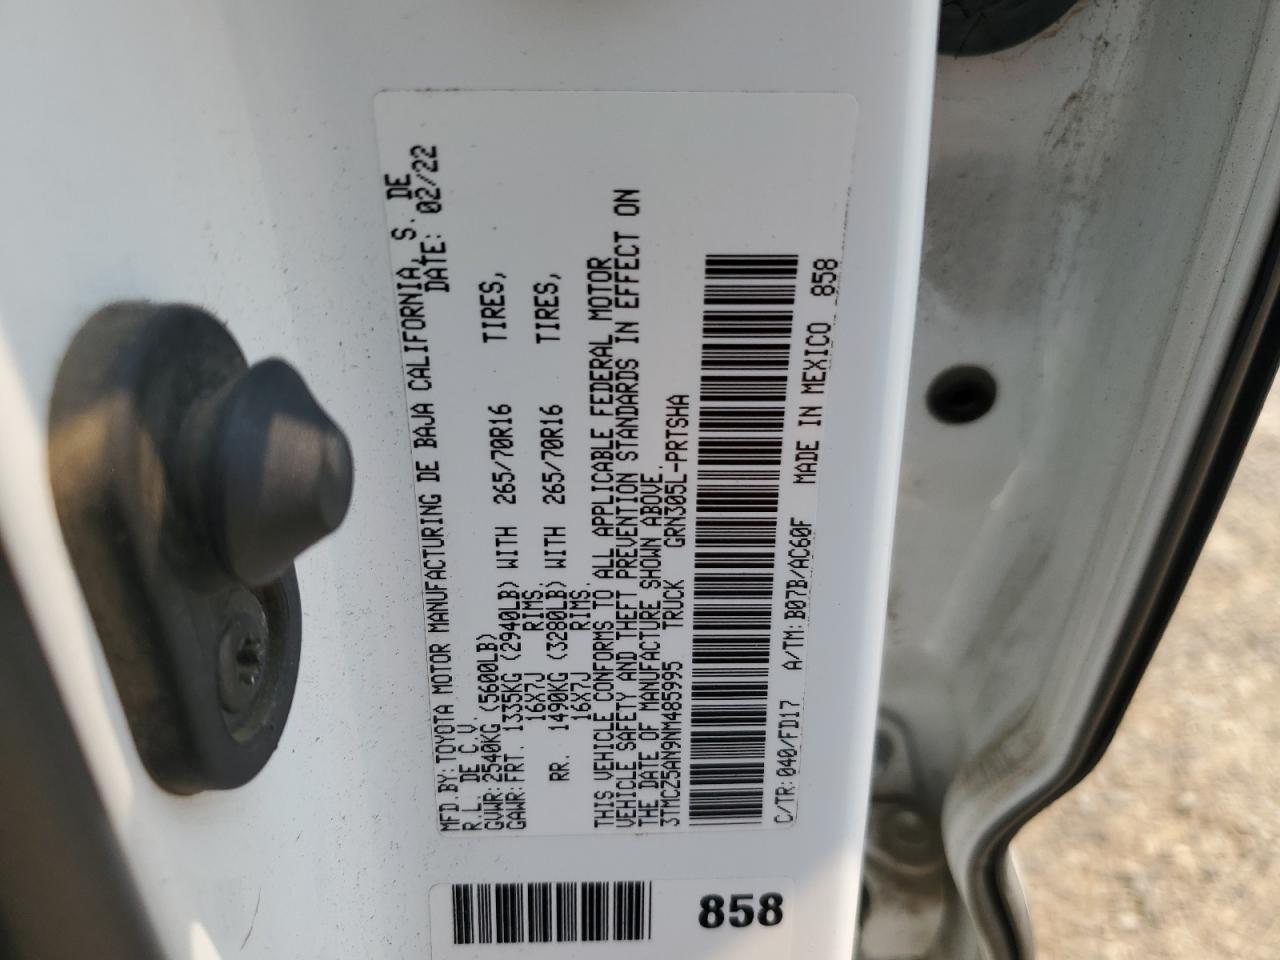 MFD.BY:TOYOTA MOTOR MANUFACTURING DE BAJA CALIFORNIA, S. DE
R.L. DE C.V. DATE: 02/22
GVWR:2540KG (5600LB)
GAWR:FRT. 1335KG (2940LB) WITH 265/70R16 TIRES,
16X7J RIMS.
RR. 1490KG (3280LB) WITH 265/70R16 TIRES,
16X7J RIMS.
THIS VEHICLE CONFORMS TO ALL APPLICABLE FEDERAL MOTOR
VEHICLE SAFETY AND THEFT PREVENTION STANDARDS IN EFFECT ON
THE DATE OF MANUFACTURE SHOWN ABOVE.
3TMCZ5AN9NM485995 TRUCK GRN305L-PRTSHA
C/TR:040/FD17 A/TM:B07B/AC60F MADE IN MEXICO 858
858